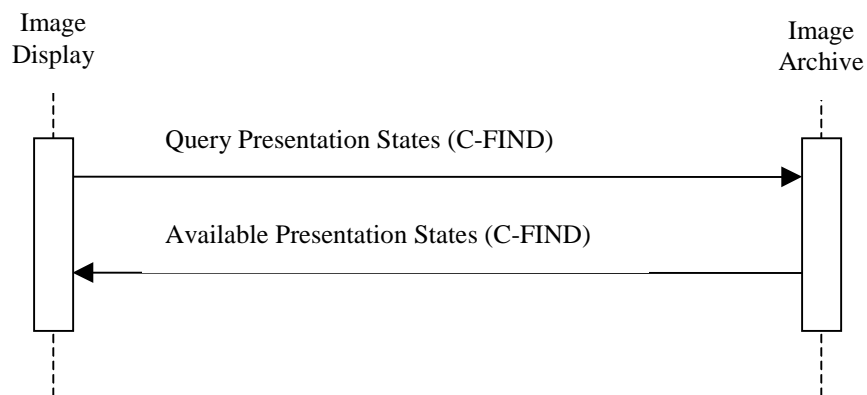 Image
Display
Image
Archive
Query Presentation States (C-FIND)
Available Presentation States (C-FIND)